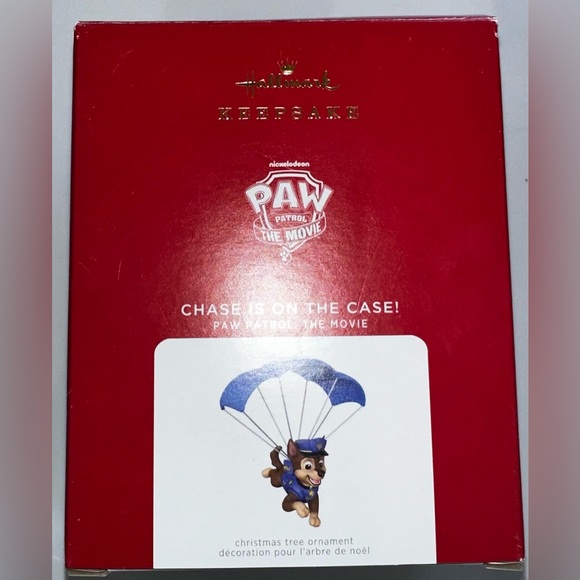 Hallmark
KEEPSAKE
nickelodeon
PAW
PATROL
THE MOVIE
CHASE IS ON THE CASE!
PAW PATROL: THE MOVIE
christmas tree ornament
décoration pour l'arbre de noël